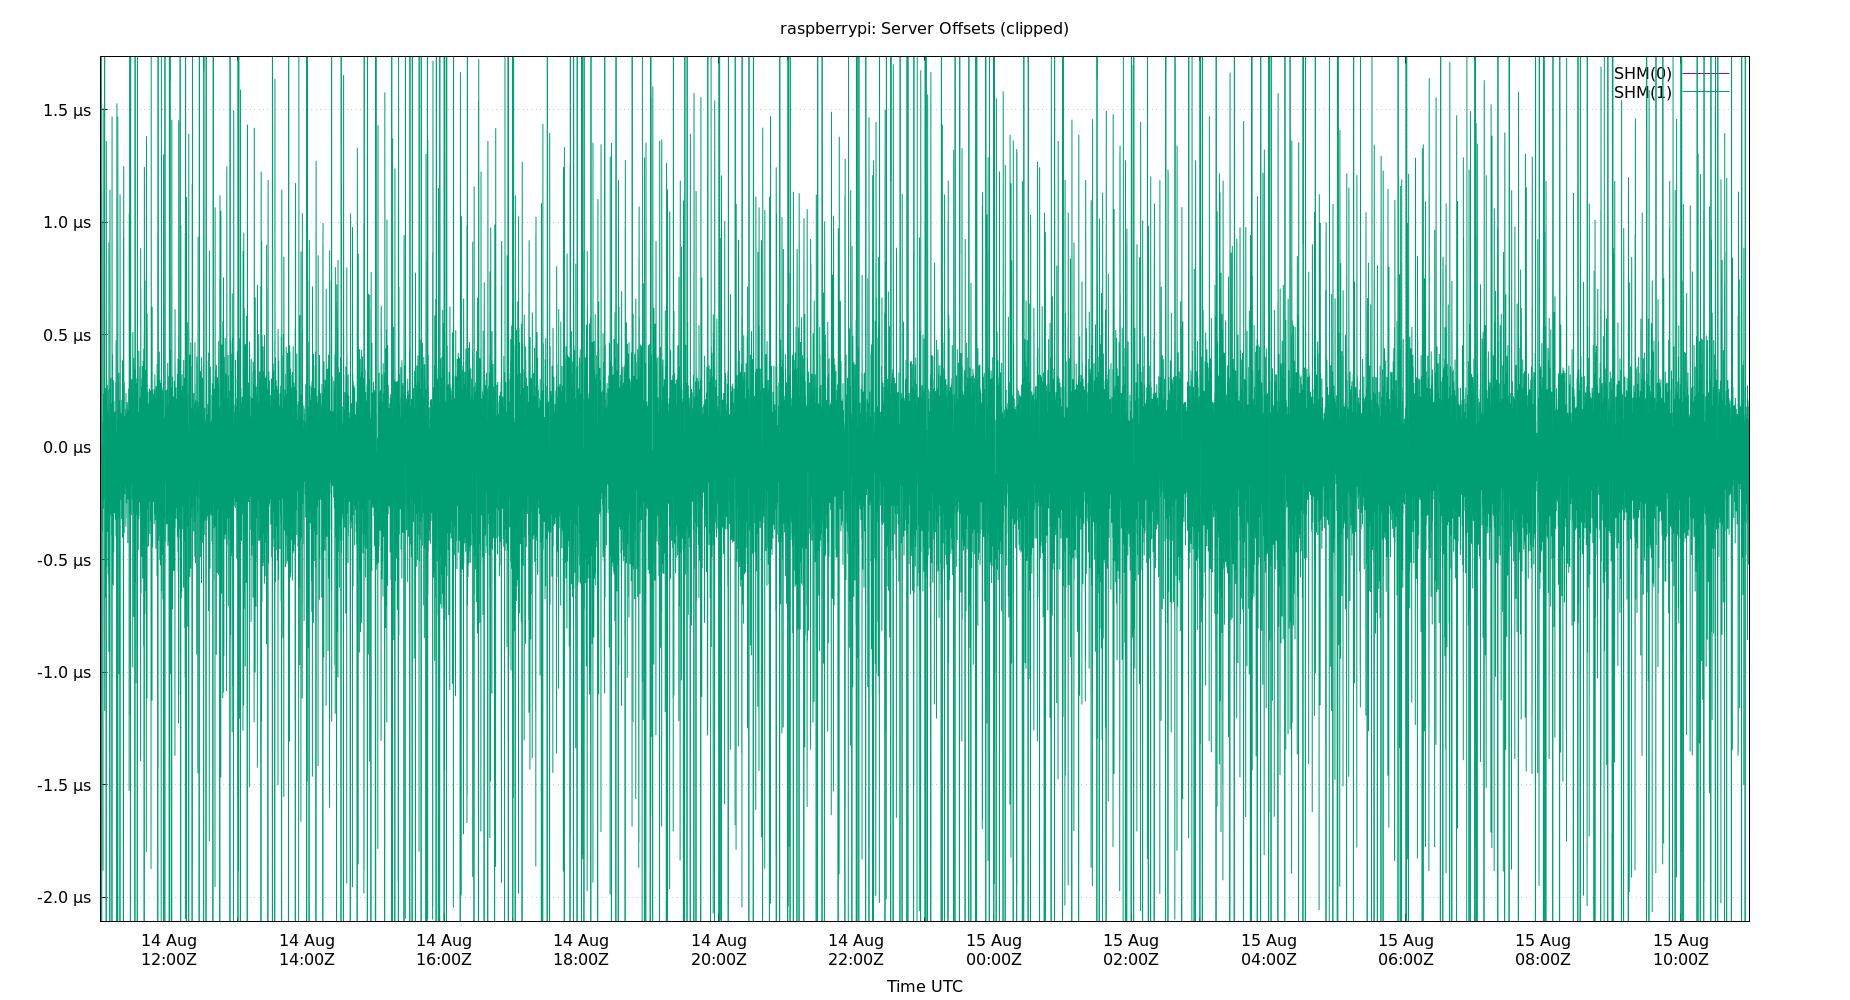 raspberrypi: Server Offsets (clipped)
SHM(0)
SHM(1)
1.5 µs
1.0 µs
0.5 µs
0.0 µs
-0.5 µs
-1.0 µs
-1.5 µs
-2.0 µs
14 Aug 14 Aug 14 Aug 14 Aug 14 Aug 14 Aug 15 Aug 15 Aug 15 Aug 15 Aug 15 Aug 15 Aug
12:00Z 14:00Z 16:00Z 18:00Z 20:00Z 22:00Z 00:00Z 02:00Z 04:00Z 06:00Z 08:00Z 10:00Z
Time UTC